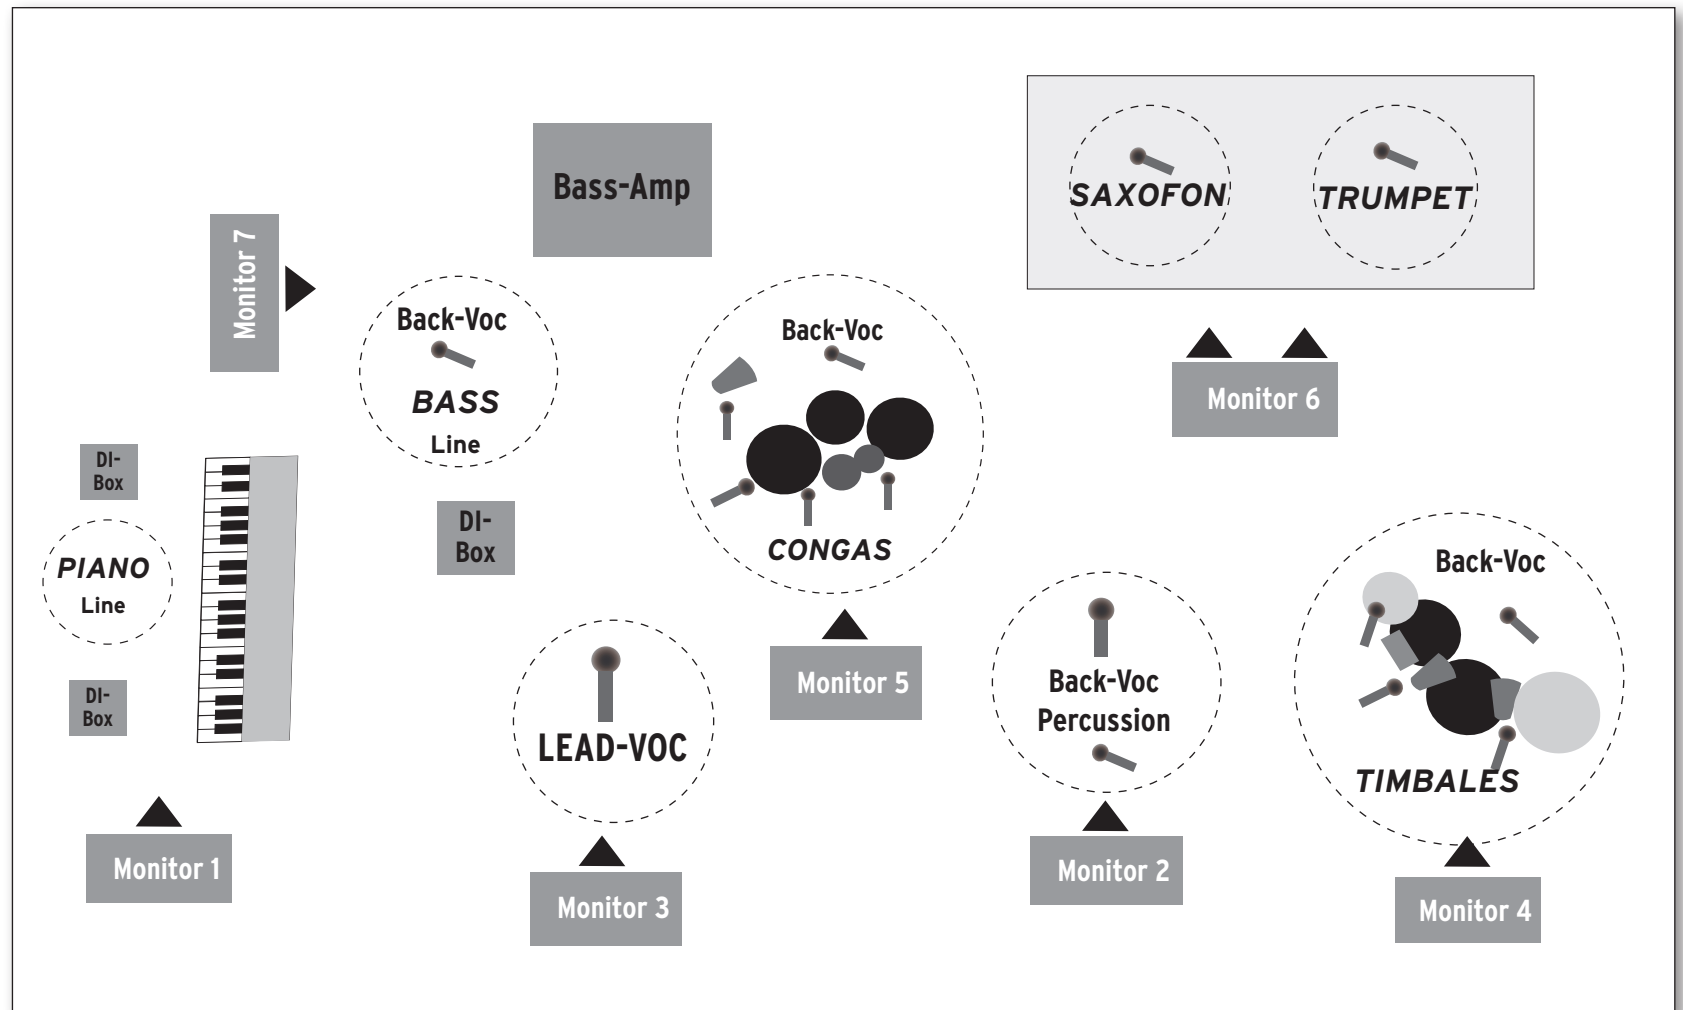 Bass-Amp
SAXOFON
TRUMPET
Monitor 7
Back-Voc
BASS
Line
Back-Voc
CONGAS
Monitor 6
DI-
Box
PIANO
Line
DI-
Box
DI-
Box
LEAD-VOC
Monitor 5
Back-Voc
Percussion
Back-Voc
TIMBALES
Monitor 1
Monitor 3
Monitor 2
Monitor 4